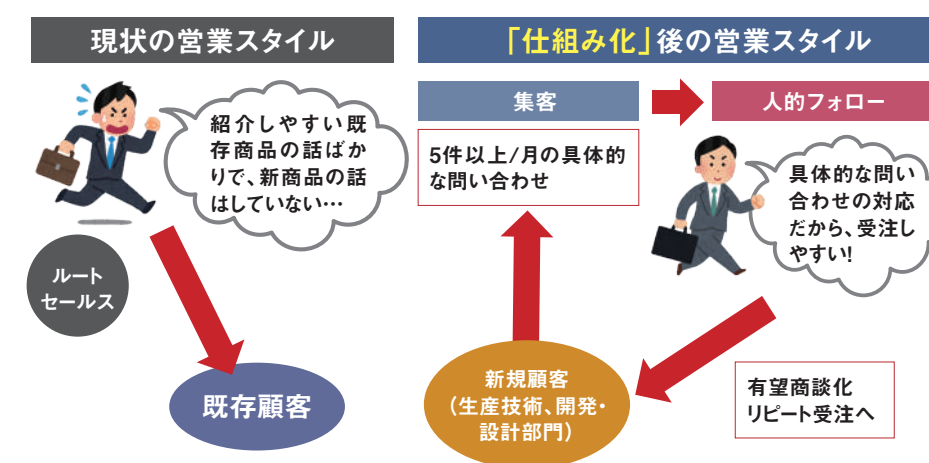 現状の営業スタイル
紹介しやすい既
存商品の話ばか
りで、新商品の話
はしていない…
ルート
セールス
既存顧客
「仕組み化」後の営業スタイル
集客
人的フォロー
5件以上/月の具体的
な問い合わせ
具体的な問い
合わせの対応
だから、受注し
やすい!
新規顧客
(生産技術、開発・
設計部門)
有望商談化
リピート受注へ